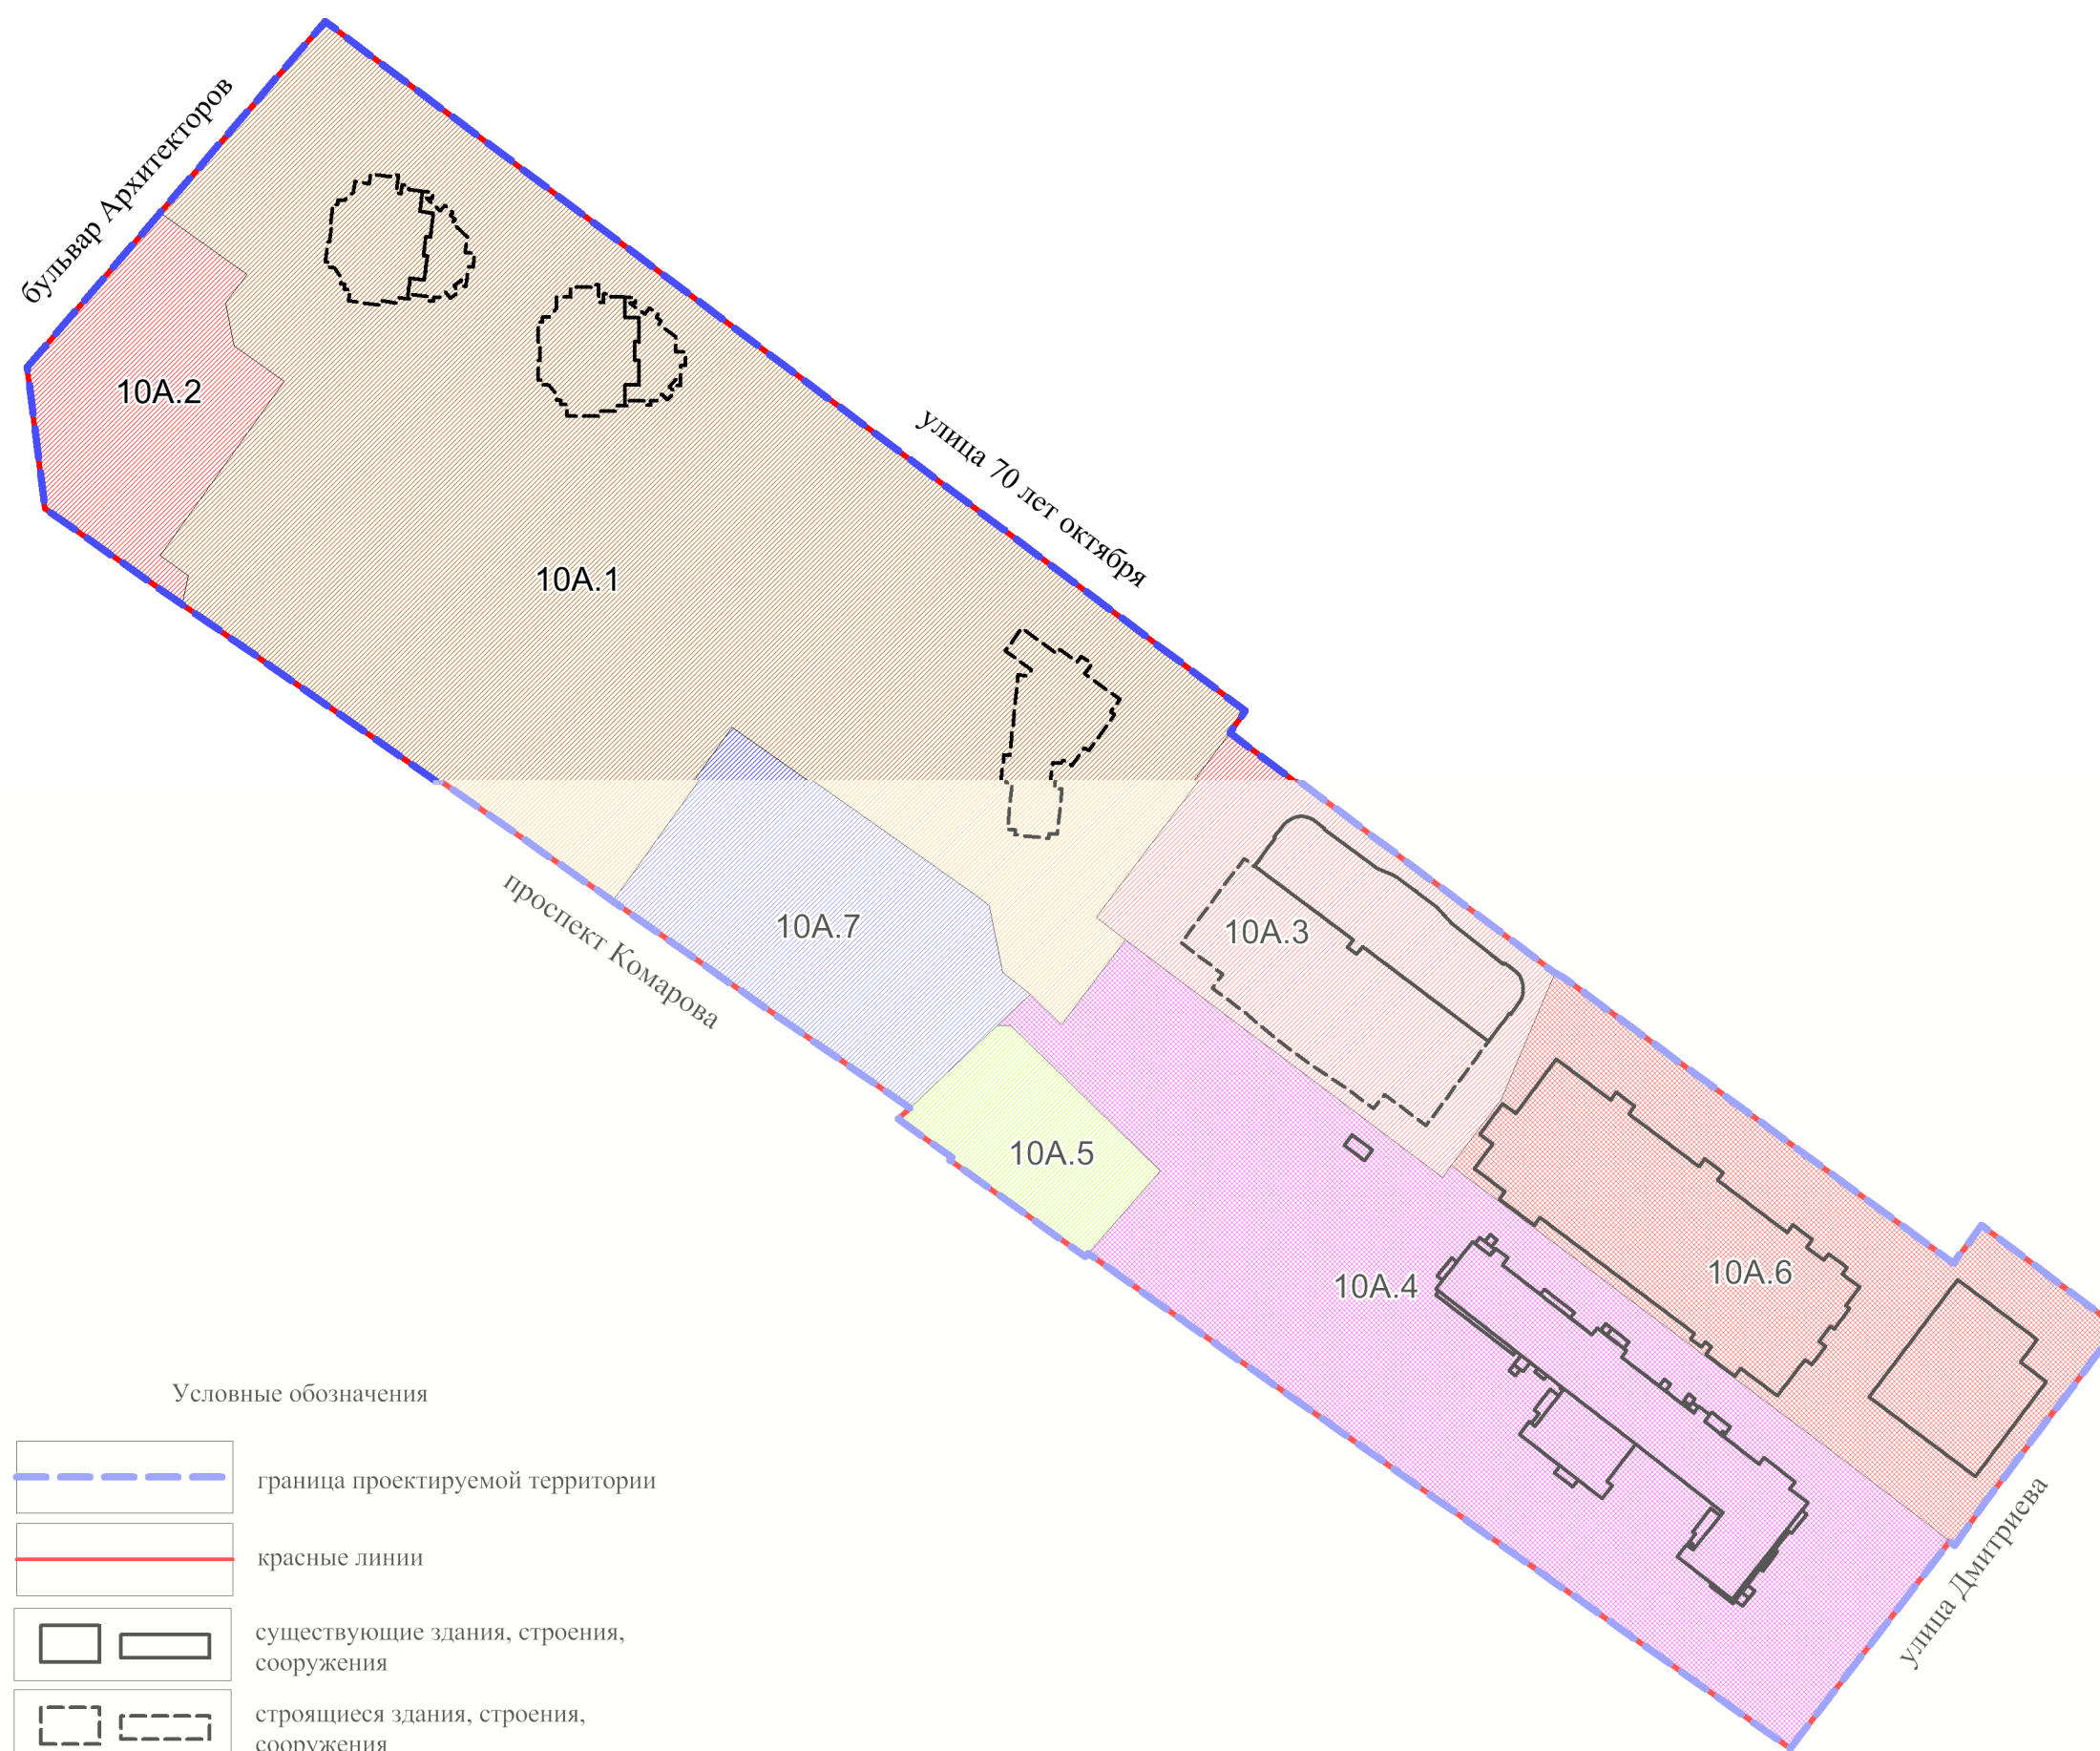 бульвар Архитекторов
10А.2
улица 70 лет октября
10А.1
10А.7
проспект Комарова
10А.3
10А.5
10А.4
10А.6
улица Дмитриева
Условные обозначения
граница проектируемой территории
красные линии
существующие здания, строения,
сооружения
строящиеся здания, строения,
сооружения